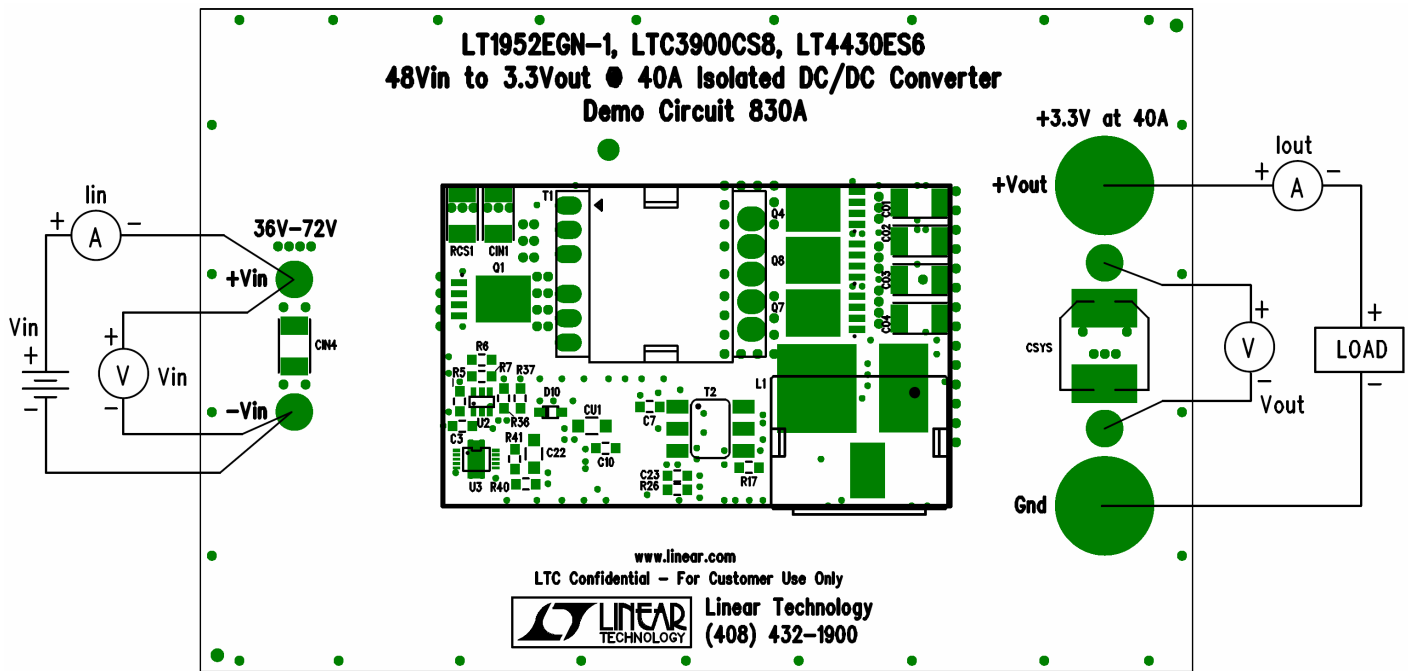 LT1952EGN-1, LTC3900CS8, LT4430ES6
48Vin to 3.3Vout @ 40A Isolated DC/DC Converter
Demo Circuit 830A
+3.3V at 40A
Iin
+ A -
36V-72V
+Vin
Vin
+
-
+
V
-
Vin
CIN4
-Vin
RCS1
CIN1
T1
Q1
Q4
Q8
Q7
CO1
CO2
CO3
CO4
R6
R7
R37
R5
D10
CU1
U2
R36
C3
R41
C22
C10
U3
R40
C7
T2
L1
C23
R26
R17
+Vout
Iout
+ A -
CSYS
+
V
-
Vout
+
LOAD
-
Gnd
www.linear.com
LTC Confidential - For Customer Use Only
LINEAR
TECHNOLOGY
Linear Technology
(408) 432-1900